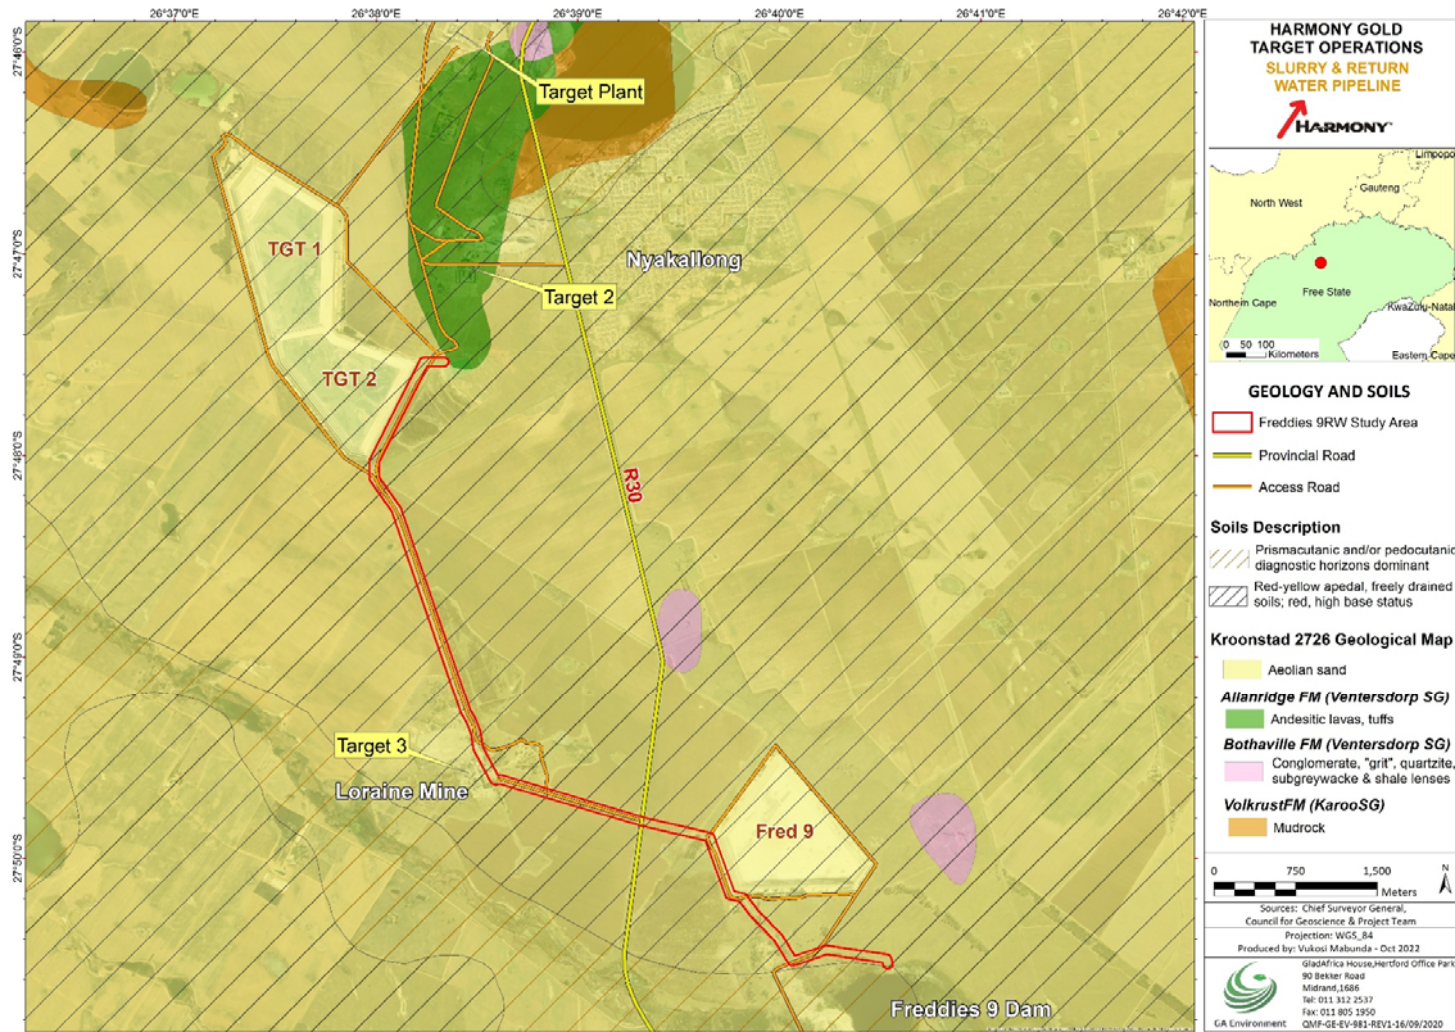 26°37'0"E
26°38'0"E
26°39'0"E
26°40'0"E
26°41'0"E
26°42'0"E
27°46'0"S
27°47'0"S
27°48'0"S
27°49'0"S
27°50'0"S
Target Plant
TGT 1
Nyakallong
Target 2
TGT 2
R30
Target 3
Loraine Mine
Fred 9
Freddies 9 Dam
HARMONY GOLD
TARGET OPERATIONS
SLURRY & RETURN
WATER PIPELINE
HARMONY™
Limpopo
Gauteng
North West
Free State
Northern Cape
KwaZulu-Natal
Eastern Cape
0 50 100
Kilometers
GEOLOGY AND SOILS
Freddies 9RW Study Area
Provincial Road
Access Road
Soils Description
Prismacutanic and/or pedocutanic
diagnostic horizons dominant
Red-yellow apedal, freely drained
soils; red, high base status
Kroonstad 2726 Geological Map
Aeolian sand
Allanridge FM (Ventersdorp SG)
Andesitic lavas, tuffs
Bothaville FM (Ventersdorp SG)
Conglomerate, "grit", quartzite,
subgreywacke & shale lenses
VolkrustFM (KarooSG)
Mudrock
0 750 1,500
Meters
N
Sources: Chief Surveyor General,
Council for Geoscience & Project Team
Projection: WGS_84
Produced by: Vukosi Mabunda - Oct 2022
GA Environment
GladAfrica House,Hertford Office Park
90 Bekker Road
Midrand,1686
Tel: 011 312 2537
Fax: 011 805 1950
QMF-GE-EV-981-REV1-16/09/2020